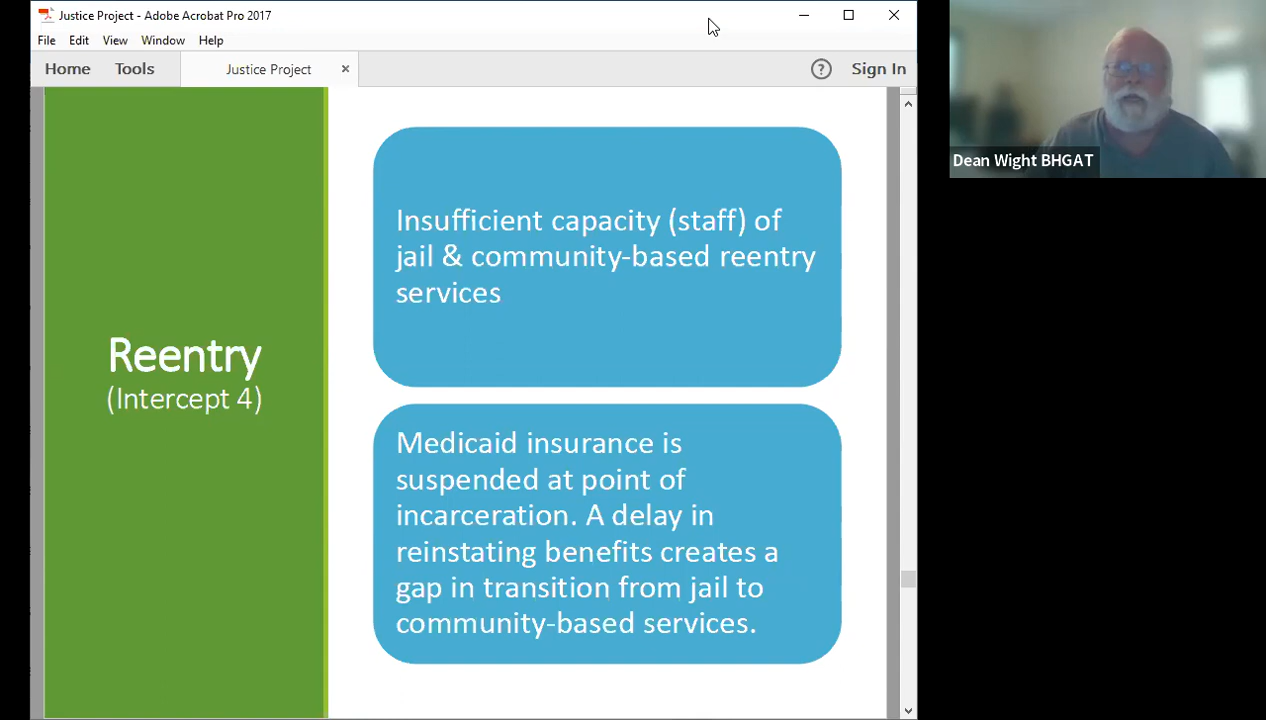 Justice Project - Adobe Acrobat Pro 2017
File Edit View Window Help
Home Tools Justice Project × ? Sign In
Reentry
(Intercept 4)
Insufficient capacity (staff) of
jail & community-based reentry
services
Medicaid insurance is
suspended at point of
incarceration. A delay in
reinstating benefits creates a
gap in transition from jail to
community-based services.
Dean Wight BHGAT